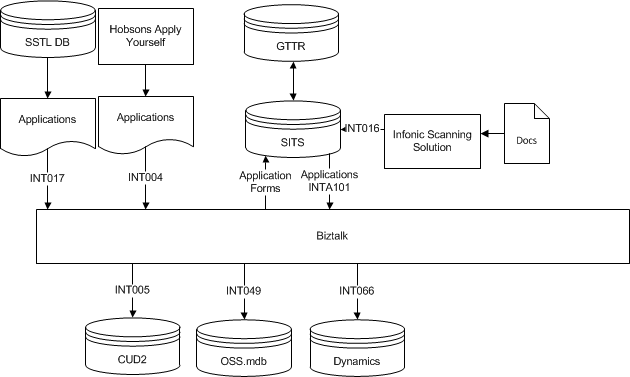 SSTL DB
Hobsons Apply
Yourself
GTTR
Applications
Applications
SITS
INT016
Infonic Scanning
Solution
Docs
INT017
INT004
Application
Forms
Applications
INTA101
Biztalk
INT005
INT049
INT066
CUD2
OSS.mdb
Dynamics